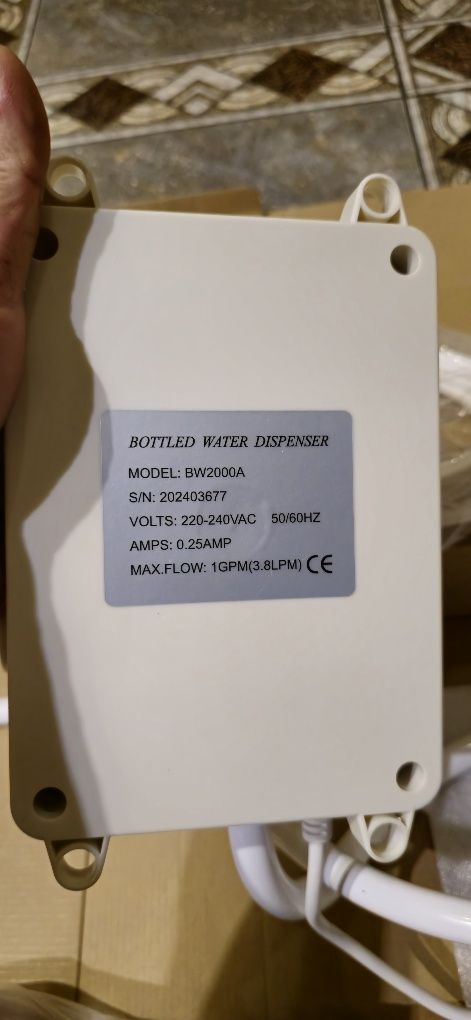 BOTTLED WATER DISPENSER
MODEL: BW2000A
S/N: 202403677
VOLTS: 220-240VAC 50/60HZ
AMPS: 0.25AMP
MAX.FLOW: 1GPM(3.8LPM) CE